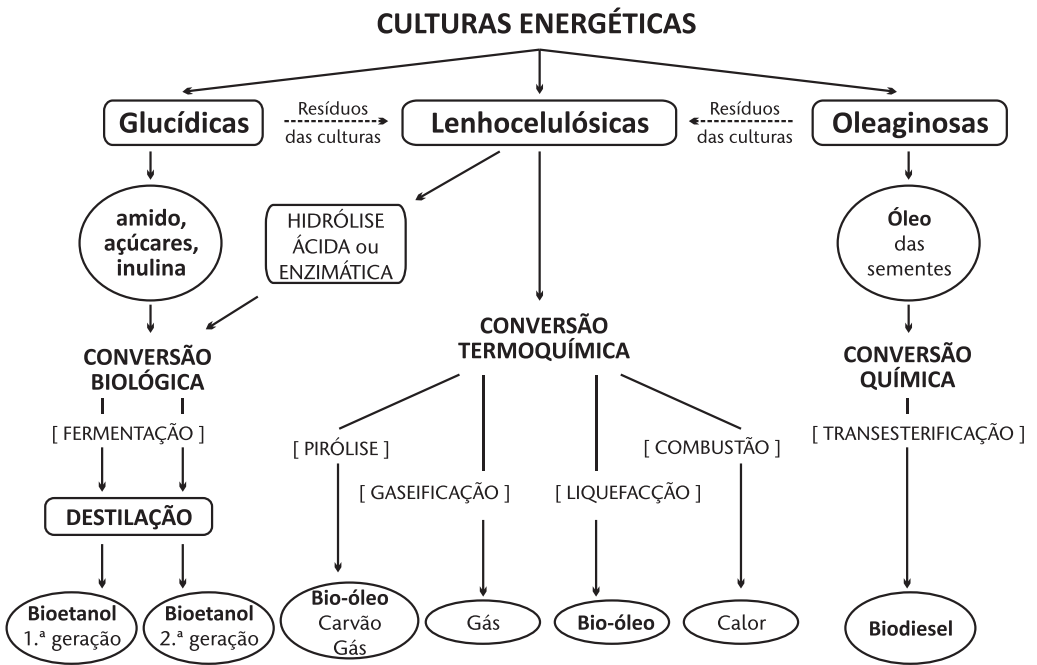 CULTURAS ENERGÉTICAS
Glucídicas
Resíduos
das culturas
Lenhocelulósicas
Resíduos
das culturas
Oleaginosas
amido,
açúcares,
inulina
HIDRÓLISE
ÁCIDA ou
ENZIMÁTICA
Óleo
das
sementes
CONVERSÃO
BIOLÓGICA
CONVERSÃO
TERMOQUÍMICA
CONVERSÃO
QUÍMICA
[ FERMENTAÇÃO ]
[ PIRÓLISE ]
[ GASEIFICAÇÃO ]
[ LIQUEFACÇÃO ]
[ COMBUSTÃO ]
[ TRANSESTERIFICAÇÃO ]
DESTILAÇÃO
Bioetanol
1.ª geração
Bioetanol
2.ª geração
Bio-óleo
Carvão
Gás
Gás
Bio-óleo
Calor
Biodiesel